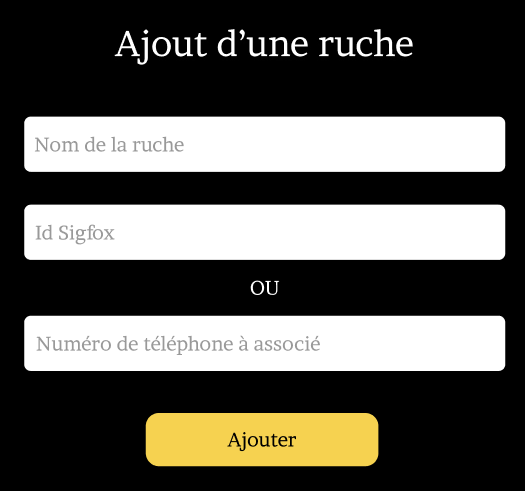 Ajout d’une ruche
Nom de la ruche
Id Sigfox
OU
Numéro de téléphone à associé
Ajouter